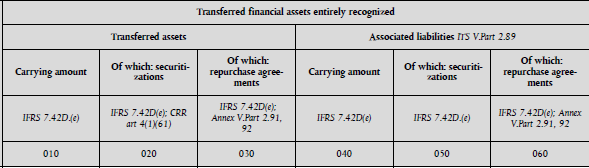 Transferred financial assets entirely recognized
Transferred assets
Associated liabilities ITS V.Part 2.89
Carrying amount
Of which: securiti-
zations
Of which:
repurchase agree-
ments
Carrying amount
Of which: securiti-
zations
Of which:
repurchase agree-
ments
IFRS 7.42D.(e)
IFRS 7.42D(e); CRR
art 4(1)(61)
IFRS 7.42D(e);
Annex V.Part 2.91,
92
IFRS 7.42D(e)
IFRS 7.42D.(e)
IFRS 7.42D(e); Annex
V.Part 2.91, 92
010
020
030
040
050
060